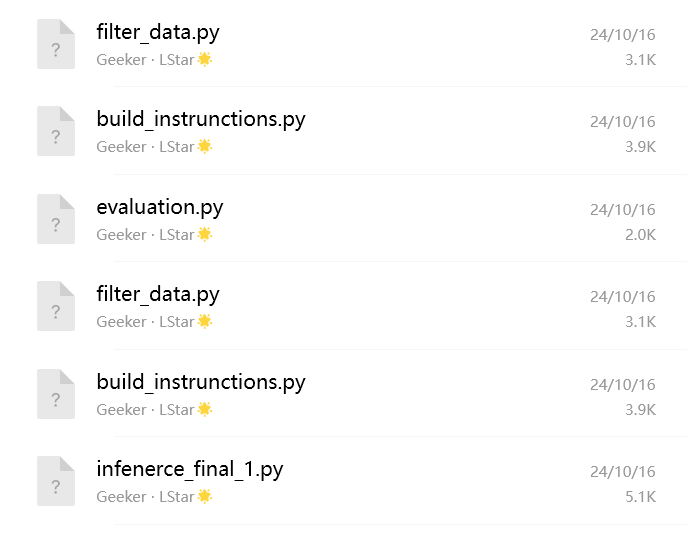 filter_data.py
24/10/16
Geeker · LStar🌟
3.1K
build_instrunctions.py
24/10/16
Geeker · LStar🌟
3.9K
evaluation.py
24/10/16
Geeker · LStar🌟
2.0K
filter_data.py
24/10/16
Geeker · LStar🌟
3.1K
build_instrunctions.py
24/10/16
Geeker · LStar🌟
3.9K
infenerce_final_1.py
24/10/16
Geeker · LStar🌟
5.1K